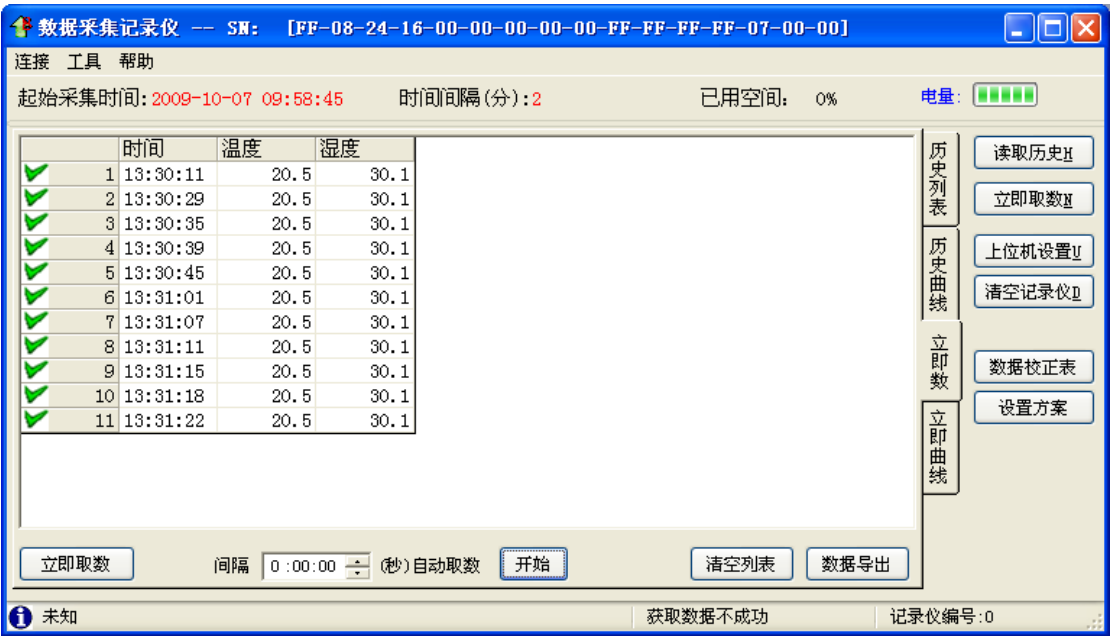 数据采集记录仪 -- SN: [FF-08-24-16-00-00-00-00-00-FF-FF-FF-FF-07-00-00]
连接 工具 帮助
起始采集时间:2009-10-07 09:58:45 时间间隔(分):2 已用空间: 0% 电量:
时间 温度 湿度
1 13:30:11 20.5 30.1
2 13:30:29 20.5 30.1
3 13:30:35 20.5 30.1
4 13:30:39 20.5 30.1
5 13:30:45 20.5 30.1
6 13:31:01 20.5 30.1
7 13:31:07 20.5 30.1
8 13:31:11 20.5 30.1
9 13:31:15 20.5 30.1
10 13:31:18 20.5 30.1
11 13:31:22 20.5 30.1
历史列表
历史曲线
立即数
立即曲线
读取历史H
立即取数N
上位机设置U
清空记录仪D
数据校正表
设置方案
立即取数 间隔 0:00:00 (秒)自动取数 开始 清空列表 数据导出
未知 获取数据不成功 记录仪编号:0